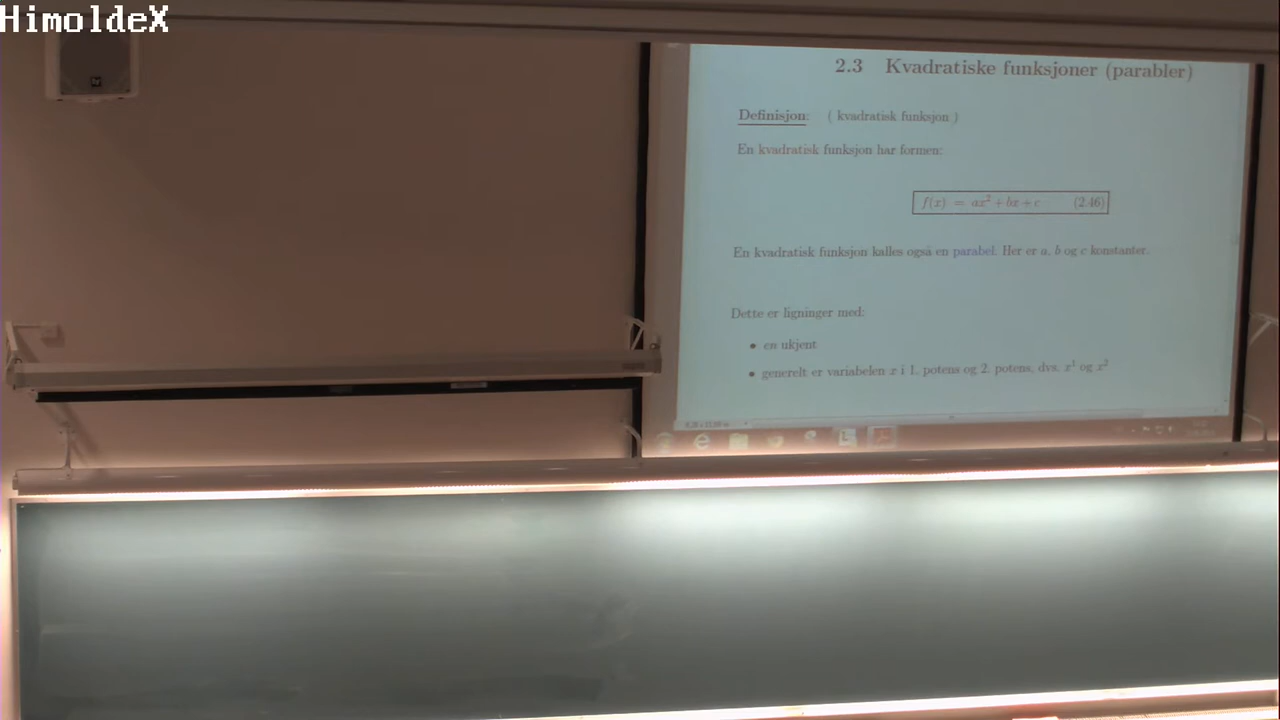 HimoldeX
2.3 Kvadratiske funksjoner (parabler)
Definisjon: ( kvadratisk funksjon )
En kvadratisk funksjon har formen:
f(x) = ax² + bx + c (2.46)
En kvadratisk funksjon kalles også en parabel. Her er a, b og c konstanter.
Dette er ligninger med:
• en ukjent
• generelt er variabelen x i 1. potens og 2. potens, dvs. x¹ og x²